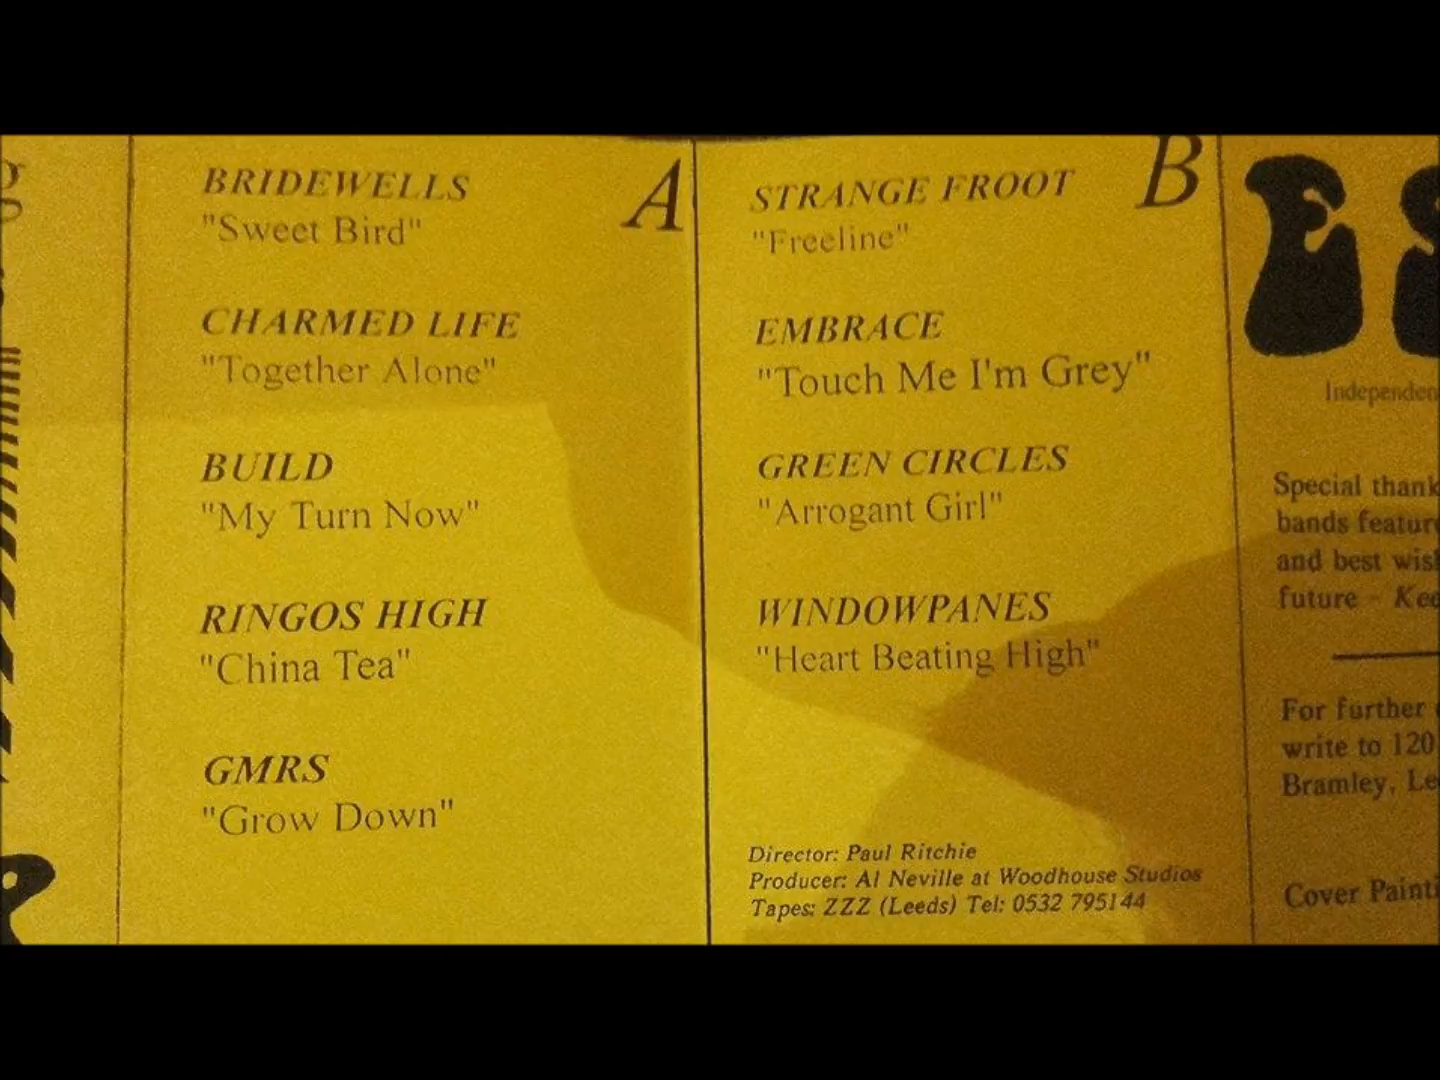 A
BRIDEWELLS
"Sweet Bird"
CHARMED LIFE
"Together Alone"
BUILD
"My Turn Now"
RINGOS HIGH
"China Tea"
GMRS
"Grow Down"
B
STRANGE FROOT
"Freeline"
EMBRACE
"Touch Me I'm Grey"
GREEN CIRCLES
"Arrogant Girl"
WINDOWPANES
"Heart Beating High"
Director: Paul Ritchie
Producer: Al Neville at Woodhouse Studios
Tapes: ZZZ (Leeds) Tel: 0532 795144
E
Special
bands
and best
future -
For further
write to 120
Bramley,
Cover